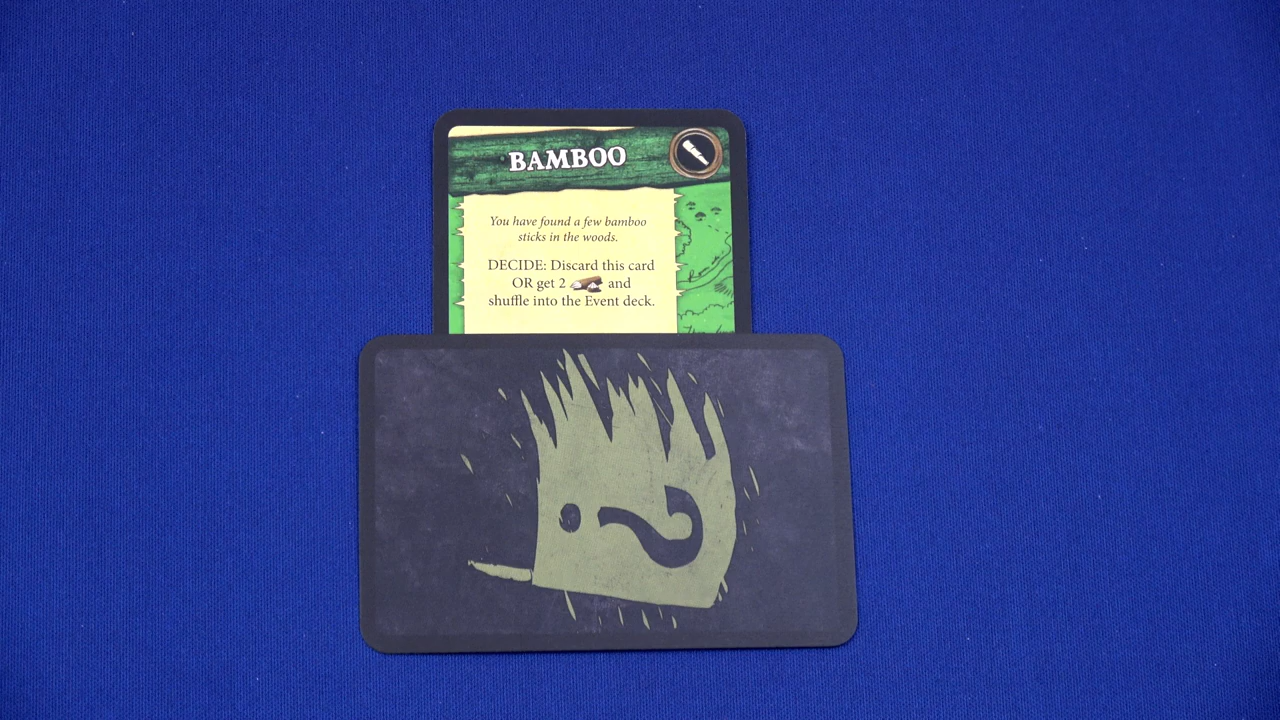 BAMBOO
You have found a few bamboo
sticks in the woods.
DECIDE: Discard this card
OR get 2 and
shuffle into the Event deck.
?